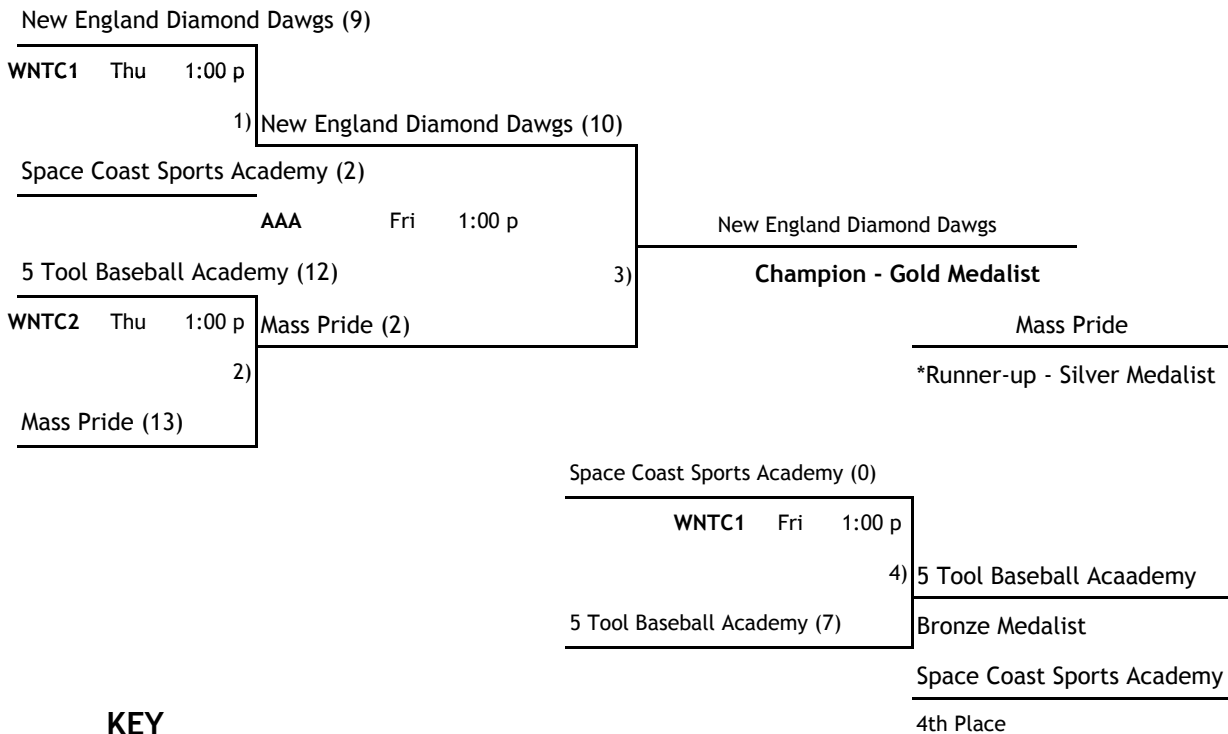 New England Diamond Dawgs (9)
WNTC1 Thu 1:00 p
1) New England Diamond Dawgs (10)
Space Coast Sports Academy (2)
AAA Fri 1:00 p
New England Diamond Dawgs
5 Tool Baseball Academy (12)
3) Champion - Gold Medalist
WNTC2 Thu 1:00 p Mass Pride (2)
Mass Pride
2)
*Runner-up - Silver Medalist
Mass Pride (13)
Space Coast Sports Academy (0)
WNTC1 Fri 1:00 p
4) 5 Tool Baseball Acaademy
5 Tool Baseball Academy (7)
Bronze Medalist
Space Coast Sports Academy
KEY
4th Place